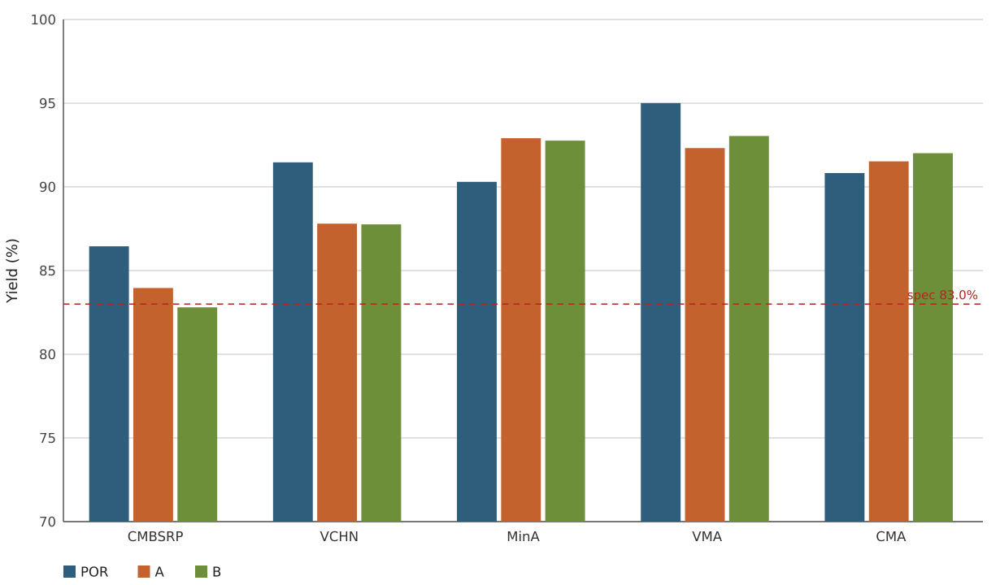 100
95
90
85
80
75
70
Yield (%)
spec 83.0%
CMBSRP VCHN MinA VMA CMA
POR A B